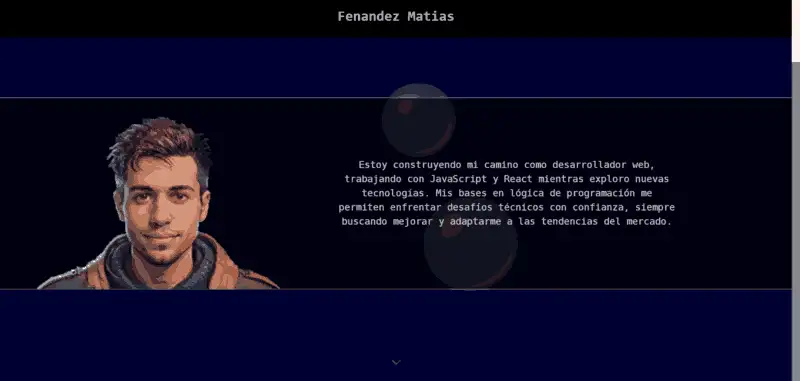 Fenandez Matias
Estoy construyendo mi camino como desarrollador web,
trabajando con JavaScript y React mientras exploro nuevas
tecnologías. Mis bases en lógica de programación me
permiten enfrentar desafíos técnicos con confianza, siempre
buscando mejorar y adaptarme a las tendencias del mercado.